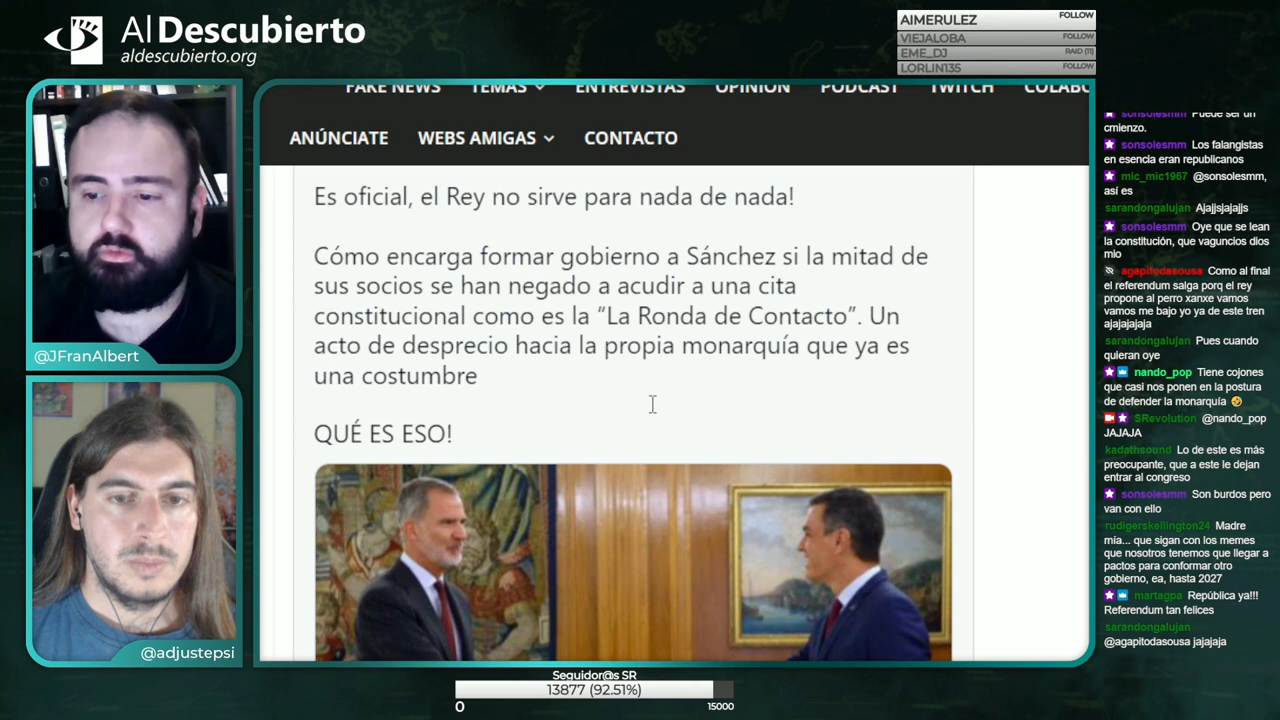 Al Descubierto
aldescubierto.org
AIMERULEZ FOLLOW
VIEJALOBA FOLLOW
EME_DJ RAID (11)
LORLIN135 FOLLOW
@JFranAlbert
@adjustepsi
FAKE NEWS TEMAS ENTREVISTAS OPINIÓN PODCAST TWITCH COLABO
ANÚNCIATE WEBS AMIGAS CONTACTO
Es oficial, el Rey no sirve para nada de nada!
Cómo encarga formar gobierno a Sánchez si la mitad de
sus socios se han negado a acudir a una cita
constitucional como es la “La Ronda de Contacto”. Un
acto de desprecio hacia la propia monarquía que ya es
una costumbre
QUÉ ES ESO!
sonsolesmm Puede ser un
cmienzo.
sonsolesmm Los falangistas
en esencia eran republicanos
mic_mic1967 @sonsolesmm,
así es
sarandongalujan Ajajjsjajajjs
sonsolesmm Oye que se lean
la constitución, que vaguncios dios
mio
agapitodasousa Como al final
el referendum salga porq el rey
propone al perro xanxe vamos
vamos me bajo yo ya de este tren
ajajajajaja
sarandongalujan Pues cuando
quieran oye
nando_pop Tiene cojones
que casi nos ponen en la postura
de defender la monarquía 🤣
$Revolution @nando_pop
JAJAJA
kadathsound Lo de este es más
preocupante, que a este le dejan
entrar al congreso
sonsolesmm Son burdos pero
van con ello
rudigerskellington24 Madre
mía... que sigan con los memes
que nosotros tenemos que llegar a
pactos para conformar otro
gobierno, ea, hasta 2027
martagpa República ya!!!
Referendum tan felices
sarandongalujan
@agapitodasousa jajajaja
Seguidor@s SR
13877 (92.51%)
0 15000